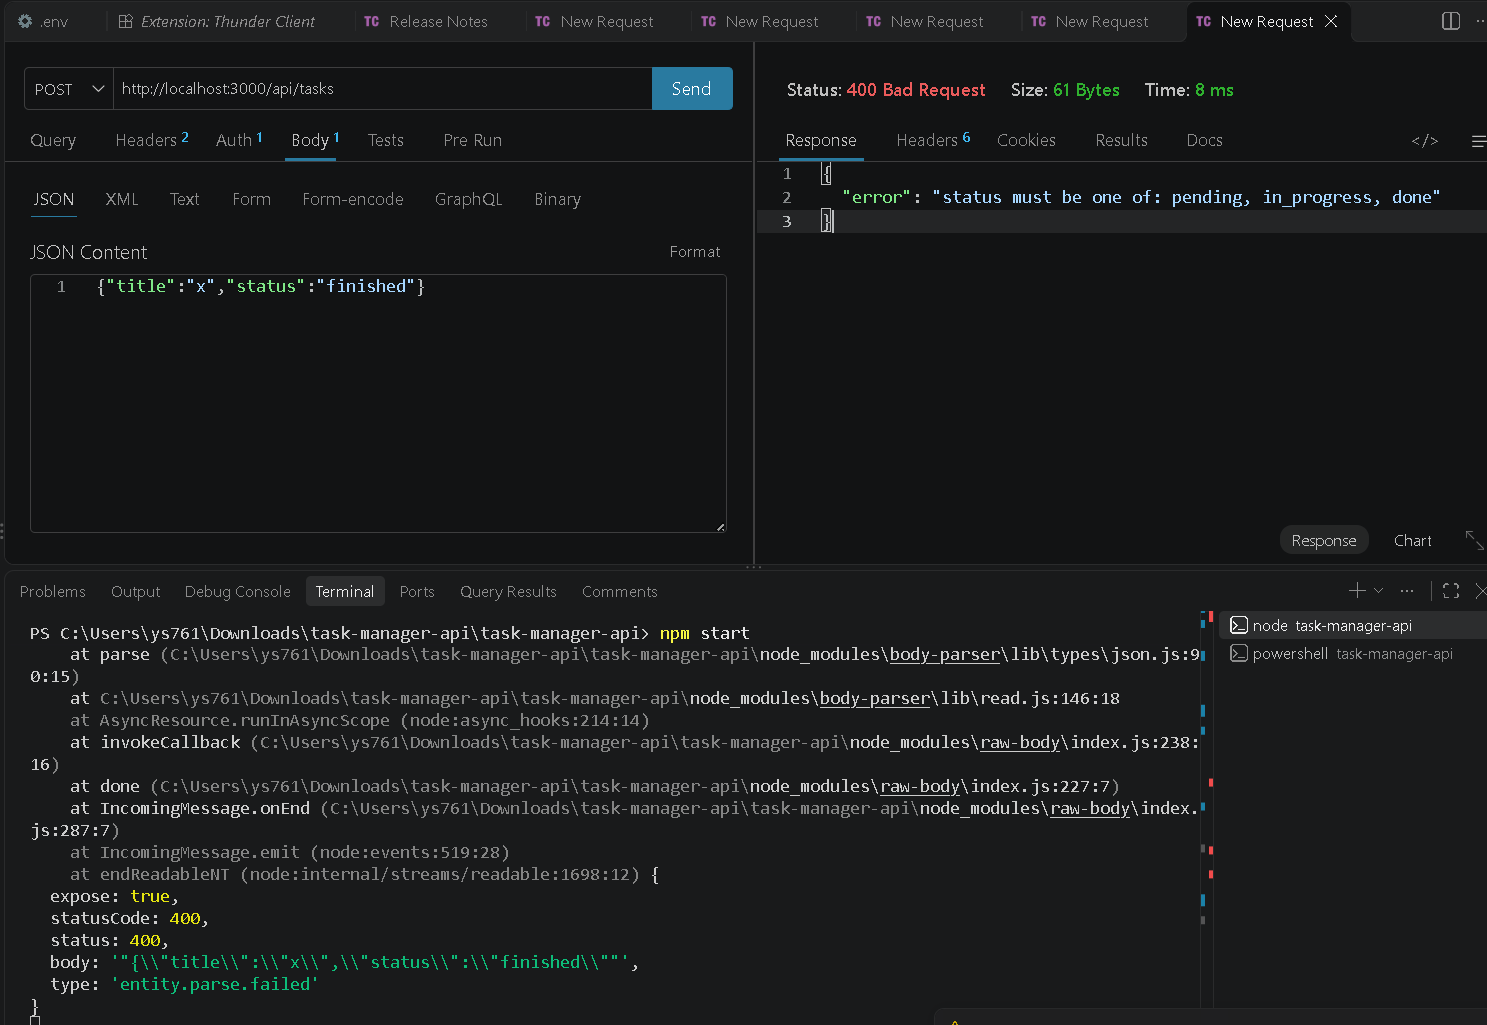 .env
Extension: Thunder Client
TC Release Notes
TC New Request
TC New Request
TC New Request
TC New Request
TC New Request
POST
http://localhost:3000/api/tasks
Send
Query
Headers 2
Auth 1
Body 1
Tests
Pre Run
JSON
XML
Text
Form
Form-encode
GraphQL
Binary
JSON Content
Format
1 {"title":"x","status":"finished"}
Status: 400 Bad Request Size: 61 Bytes Time: 8 ms
Response
Headers 6
Cookies
Results
Docs
</>
1 {
2 "error": "status must be one of: pending, in_progress, done"
3 }
Response
Chart
Problems
Output
Debug Console
Terminal
Ports
Query Results
Comments
PS C:\Users\ys761\Downloads\task-manager-api\task-manager-api> npm start
at parse (C:\Users\ys761\Downloads\task-manager-api\task-manager-api\node_modules\body-parser\lib\types\json.js:9
0:15)
at C:\Users\ys761\Downloads\task-manager-api\task-manager-api\node_modules\body-parser\lib\read.js:146:18
at AsyncResource.runInAsyncScope (node:async_hooks:214:14)
at invokeCallback (C:\Users\ys761\Downloads\task-manager-api\task-manager-api\node_modules\raw-body\index.js:238:
16)
at done (C:\Users\ys761\Downloads\task-manager-api\task-manager-api\node_modules\raw-body\index.js:227:7)
at IncomingMessage.onEnd (C:\Users\ys761\Downloads\task-manager-api\task-manager-api\node_modules\raw-body\index.
js:287:7)
at IncomingMessage.emit (node:events:519:28)
at endReadableNT (node:internal/streams/readable:1698:12) {
expose: true,
statusCode: 400,
status: 400,
body: '"{\\"title\\":\\"x\\",\\"status\\":\\"finished\\""',
type: 'entity.parse.failed'
}
node task-manager-api
powershell task-manager-api